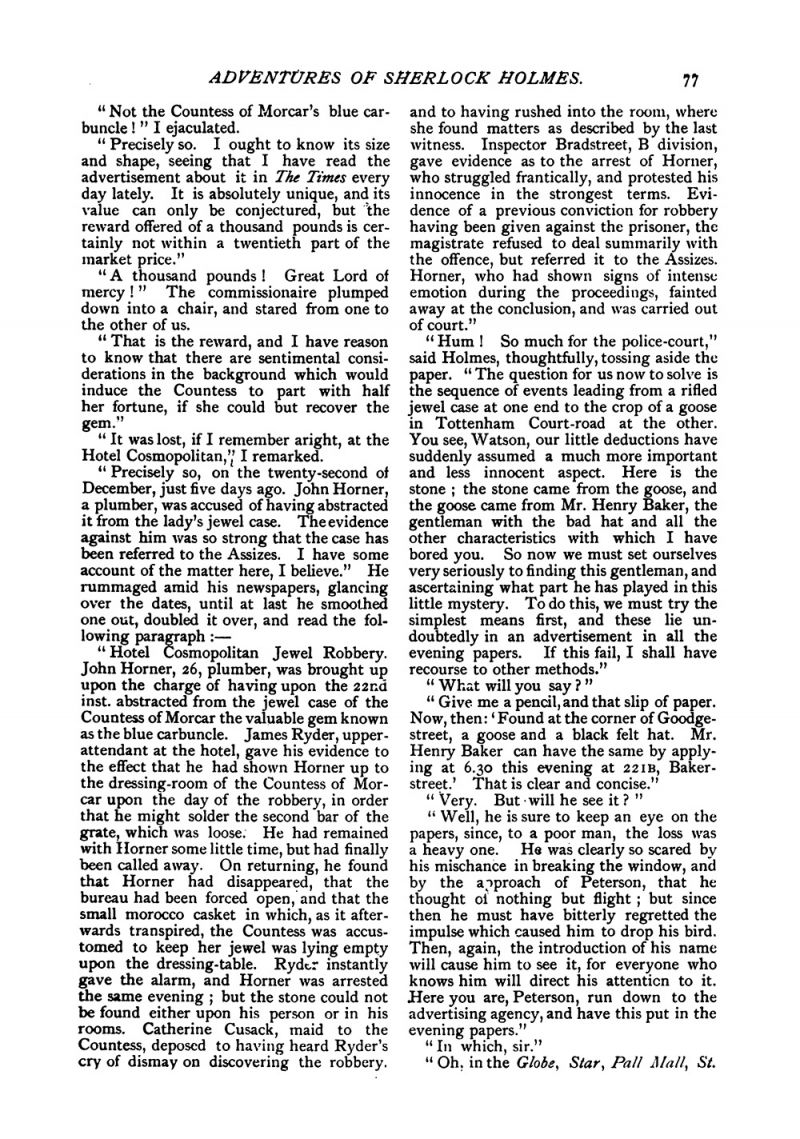 ADVENTURES OF SHERLOCK HOLMES. 77
“ Not the Countess of Morcar's blue car-
buncle ! ” I ejaculated.
“ Precisely so. I ought to know its size
and shape, seeing that I have read the
advertisement about it in The Times every
day lately. It is absolutely unique, and its
value can only be conjectured, but the
reward offered of a thousand pounds is cer-
tainly not within a twentieth part of the
market price.”
“ A thousand pounds ! Great Lord of
mercy ! ” The commissionaire plumped
down into a chair, and stared from one to
the other of us.
“ That is the reward, and I have reason
to know that there are sentimental consi-
derations in the background which would
induce the Countess to part with half
her fortune, if she could but recover the
gem.”
“ It was lost, if I remember aright, at the
Hotel Cosmopolitan,” I remarked.
“ Precisely so, on the twenty-second of
December, just five days ago. John Horner,
a plumber, was accused of having abstracted
it from the lady's jewel case. The evidence
against him was so strong that the case has
been referred to the Assizes. I have some
account of the matter here, I believe.” He
rummaged amid his newspapers, glancing
over the dates, until at last he smoothed
one out, doubled it over, and read the fol-
lowing paragraph :—
“ Hotel Cosmopolitan Jewel Robbery.
John Horner, 26, plumber, was brought up
upon the charge of having upon the 22nd
inst. abstracted from the jewel case of the
Countess of Morcar the valuable gem known
as the blue carbuncle. James Ryder, upper-
attendant at the hotel, gave his evidence to
the effect that he had shown Horner up to
the dressing-room of the Countess of Mor-
car upon the day of the robbery, in order
that he might solder the second bar of the
grate, which was loose. He had remained
with Horner some little time, but had finally
been called away. On returning, he found
that Horner had disappeared, that the
bureau had been forced open, and that the
small morocco casket in which, as it after-
wards transpired, the Countess was accus-
tomed to keep her jewel was lying empty
upon the dressing-table. Ryder instantly
gave the alarm, and Horner was arrested
the same evening ; but the stone could not
be found either upon his person or in his
rooms. Catherine Cusack, maid to the
Countess, deposed to having heard Ryder's
cry of dismay on discovering the robbery.
and to having rushed into the room, where
she found matters as described by the last
witness. Inspector Bradstreet, B division,
gave evidence as to the arrest of Horner,
who struggled frantically, and protested his
innocence in the strongest terms. Evi-
dence of a previous conviction for robbery
having been given against the prisoner, the
magistrate refused to deal summarily with
the offence, but referred it to the Assizes.
Horner, who had shown signs of intense
emotion during the proceedings, fainted
away at the conclusion, and was carried out
of court.”
“ Hum ! So much for the police-court,”
said Holmes, thoughtfully, tossing aside the
paper. “ The question for us now to solve is
the sequence of events leading from a rifled
jewel case at one end to the crop of a goose
in Tottenham Court-road at the other.
You see, Watson, our little deductions have
suddenly assumed a much more important
and less innocent aspect. Here is the
stone ; the stone came from the goose, and
the goose came from Mr. Henry Baker, the
gentleman with the bad hat and all the
other characteristics with which I have
bored you. So now we must set ourselves
very seriously to finding this gentleman, and
ascertaining what part he has played in this
little mystery. To do this, we must try the
simplest means first, and these lie un-
doubtedly in an advertisement in all the
evening papers. If this fail, I shall have
recourse to other methods.”
“ What will you say ? ”
“ Give me a pencil, and that slip of paper.
Now, then: ‘ Found at the corner of Goodge-
street, a goose and a black felt hat. Mr.
Henry Baker can have the same by apply-
ing at 6.30 this evening at 221B, Baker-
street.’ That is clear and concise.”
“ Very. But will he see it ? ”
“ Well, he is sure to keep an eye on the
papers, since, to a poor man, the loss was
a heavy one. He was clearly so scared by
his mischance in breaking the window, and
by the approach of Peterson, that he
thought of nothing but flight ; but since
then he must have bitterly regretted the
impulse which caused him to drop his bird.
Then, again, the introduction of his name
will cause him to see it, for everyone who
knows him will direct his attention to it.
Here you are, Peterson, run down to the
advertising agency, and have this put in the
evening papers.”
“ In which, sir.”
“ Oh, in the Globe, Star, Pall Mall, St.